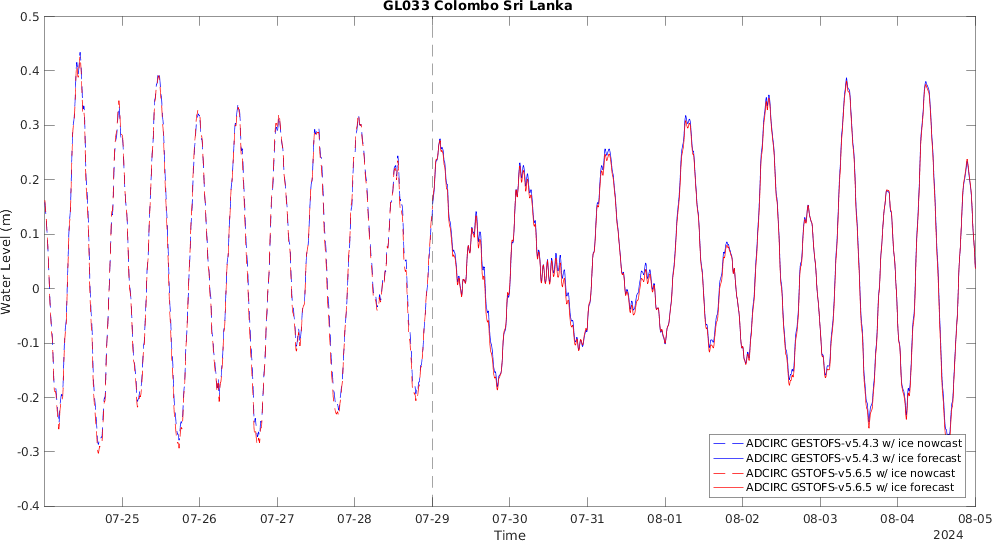 GL033 Colombo Sri Lanka
0.5
0.4
0.3
0.2
0.1
0
-0.1
-0.2
-0.3
-0.4
Water Level (m)
ADCIRC GESTOFS-v5.4.3 w/ ice nowcast
ADCIRC GESTOFS-v5.4.3 w/ ice forecast
ADCIRC GSTOFS-v5.6.5 w/ ice nowcast
ADCIRC GSTOFS-v5.6.5 w/ ice forecast
07-25 07-26 07-27 07-28 07-29 07-30 07-31 08-01 08-02 08-03 08-04 08-05
Time
2024